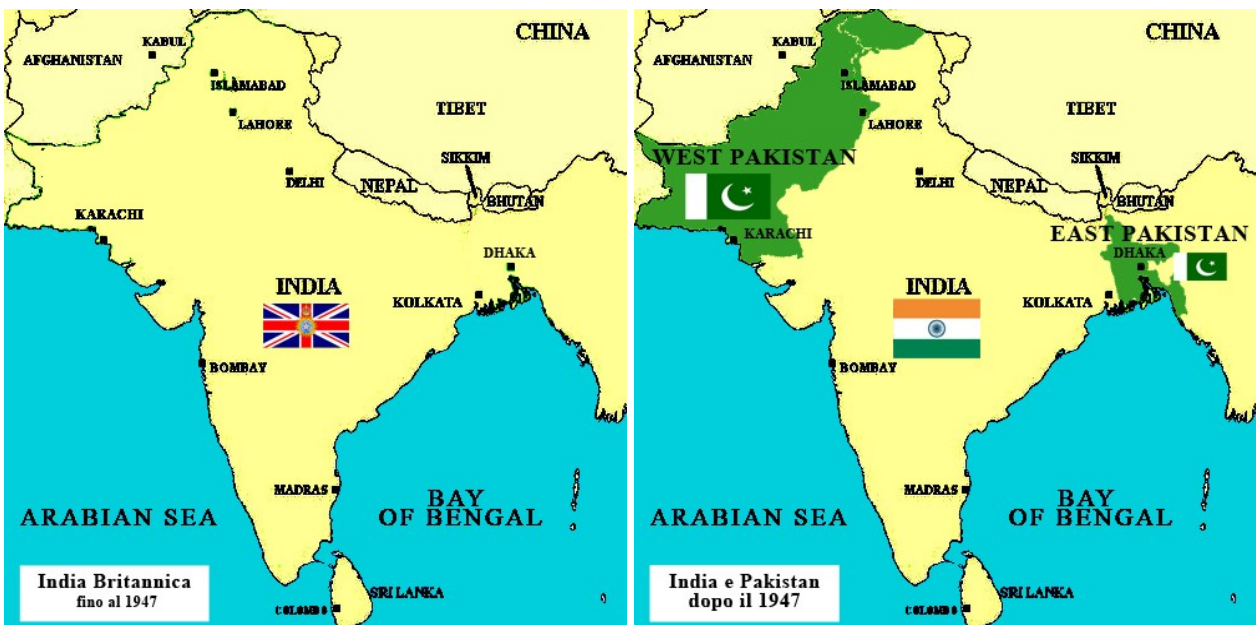 CHINA
KABUL
AFGHANISTAN
ISLAMABAD
TIBET
LAHORE
SIKKIM
DELHI
NEPAL
BHUTAN
KARACHI
DHAKA
INDIA
KOLKATA
BOMBAY
MADRAS
BAY
OF BENGAL
ARABIAN SEA
India Britannica
fino al 1947
SRI LANKA
COLOMBO
CHINA
KABUL
AFGHANISTAN
ISLAMABAD
TIBET
LAHORE
WEST PAKISTAN
SIKKIM
DELHI
NEPAL
BHUTAN
KARACHI
EAST PAKISTAN
DHAKA
INDIA
KOLKATA
BOMBAY
MADRAS
BAY
OF BENGAL
ARABIAN SEA
India e Pakistan
dopo il 1947
SRI LANKA
COLOMBO